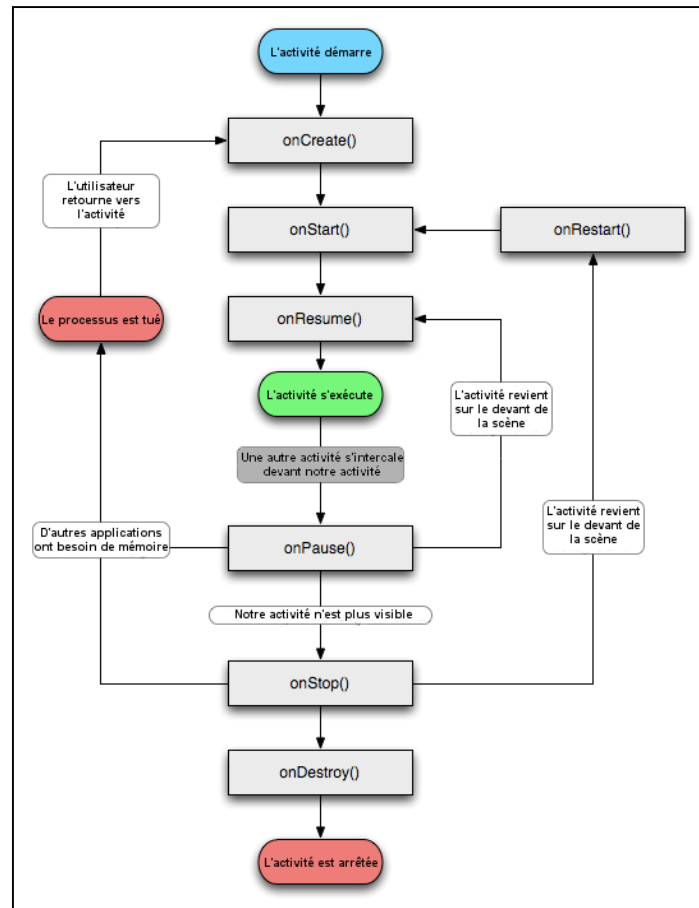 L'activité démarre
onCreate()
L'utilisateur
retourne vers
l'activité
onStart()
onRestart()
Le processus est tué
onResume()
L'activité s'exécute
L'activité revient
sur le devant de
la scène
Une autre activité s'intercale
devant notre activité
L'activité revient
sur le devant de
la scène
D'autres applications
ont besoin de mémoire
onPause()
Notre activité n'est plus visible
onStop()
onDestroy()
L'activité est arrêtée